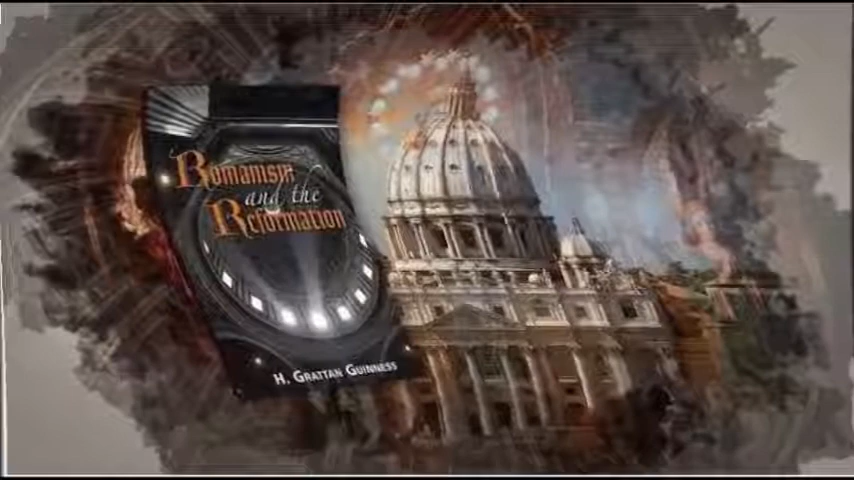 Romanism
and the
Reformation
H. Grattan Guinness